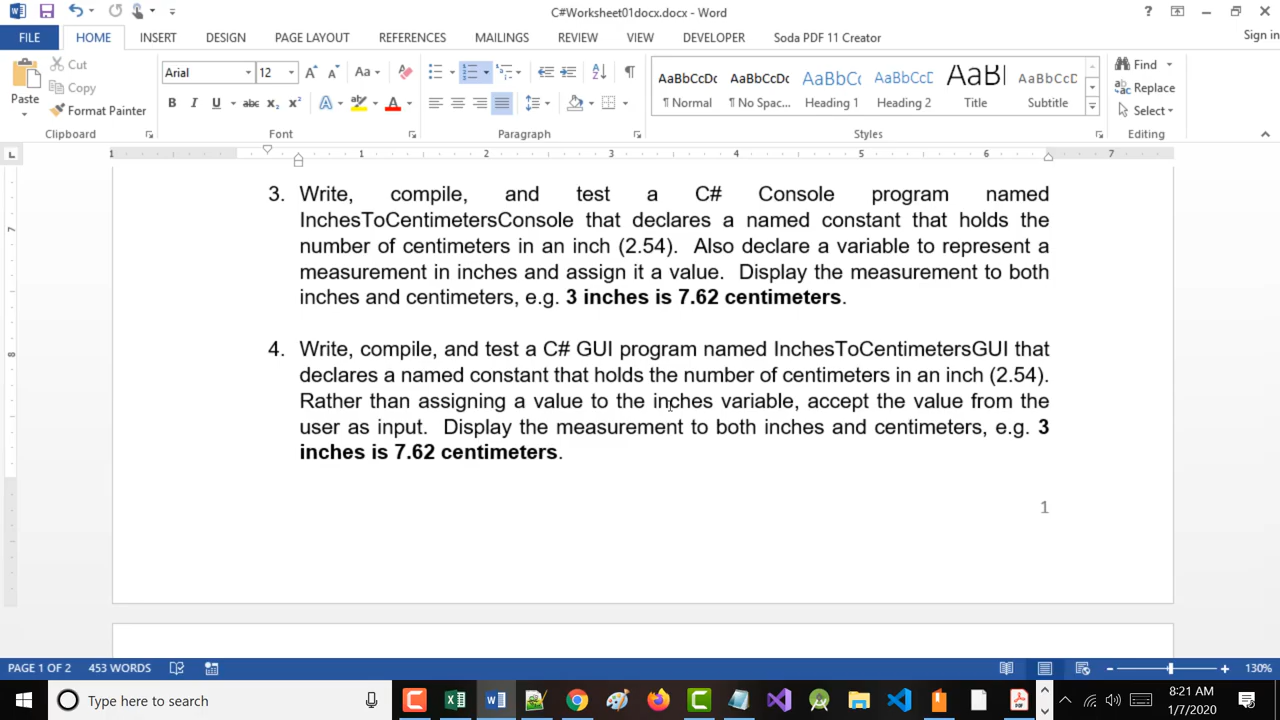 C#Worksheet01docx.docx - Word
FILE HOME INSERT DESIGN PAGE LAYOUT REFERENCES MAILINGS REVIEW VIEW DEVELOPER Soda PDF 11 Creator Sign in
Paste
Cut
Copy
Format Painter
Arial 12
AaBbCcDc AaBbCcDc AaBbCc AaBbCcC AaBl AaBbCcD
¶ Normal ¶ No Spac... Heading 1 Heading 2 Title Subtitle
Find
Replace
Select
Clipboard Font Paragraph Styles Editing
1 1 2 3 4 5 6 7
3. Write, compile, and test a C# Console program named
InchesToCentimetersConsole that declares a named constant that holds the
number of centimeters in an inch (2.54). Also declare a variable to represent a
measurement in inches and assign it a value. Display the measurement to both
inches and centimeters, e.g. 3 inches is 7.62 centimeters.
4. Write, compile, and test a C# GUI program named InchesToCentimetersGUI that
declares a named constant that holds the number of centimeters in an inch (2.54).
Rather than assigning a value to the inches variable, accept the value from the
user as input. Display the measurement to both inches and centimeters, e.g. 3
inches is 7.62 centimeters.
1
PAGE 1 OF 2 453 WORDS 130%
Type here to search
8:21 AM
1/7/2020